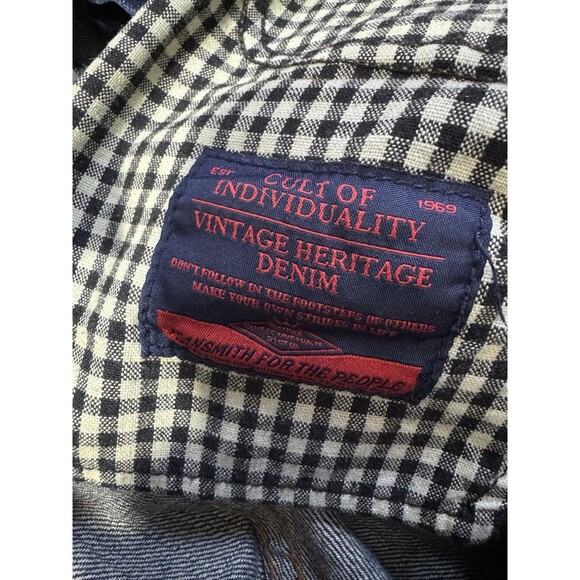 EST CULT OF 1969
INDIVIDUALITY
VINTAGE HERITAGE
DENIM
DON'T FOLLOW IN THE FOOTSTEPS OF OTHERS
MAKE YOUR OWN STRIDES IN LIFE
JEANSMITH FOR THE PEOPLE